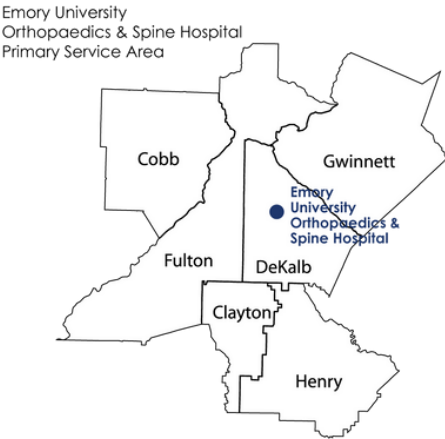 Emory University
Orthopaedics & Spine Hospital
Primary Service Area
Cobb
Gwinnett
Emory
University
Orthopaedics &
Spine Hospital
Fulton
DeKalb
Clayton
Henry